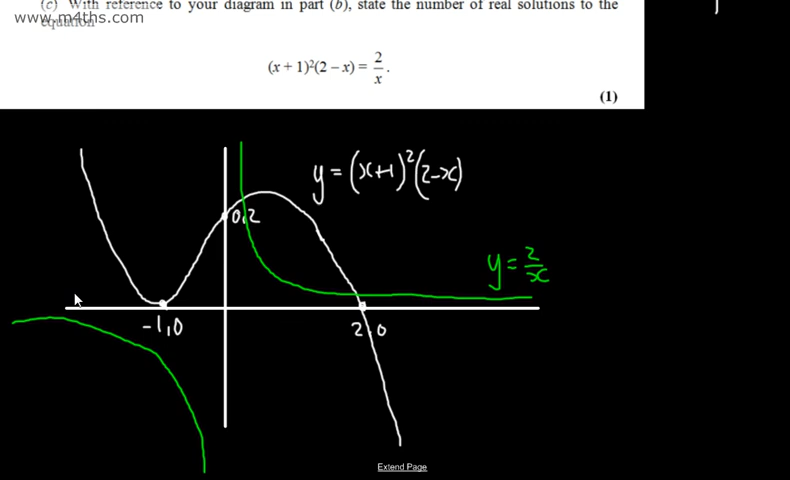 (c) With reference to your diagram in part (b), state the number of real solutions to the
www.m4ths.com
equation
(x + 1)²(2 – x) = 2/x .
(1)
y = (x+1)²(2-x)
0,2
y = 2/x
-1,0
2,0
Extend Page